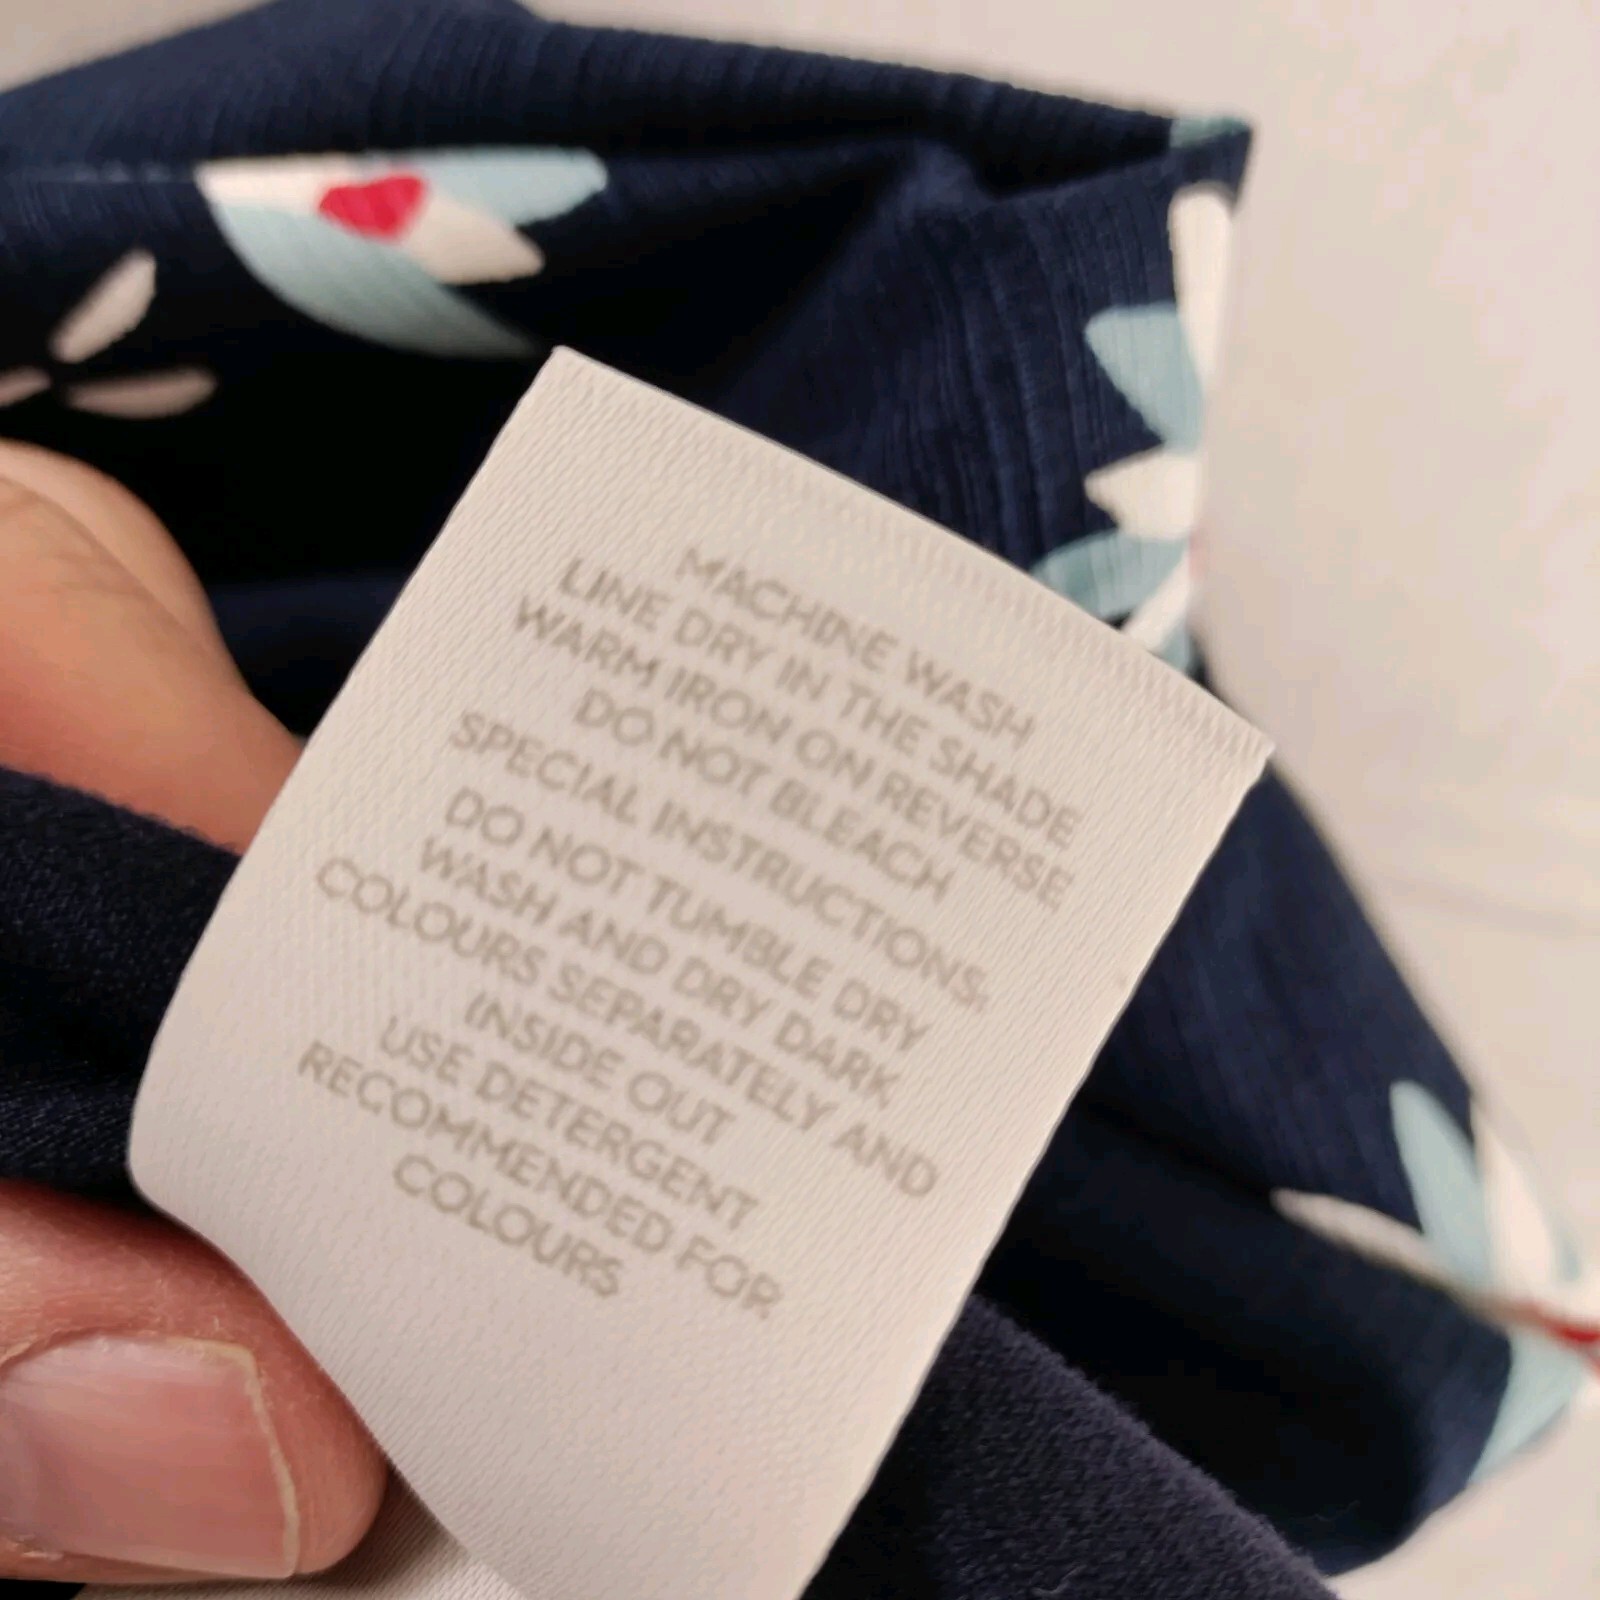 MACHINE WASH
LINE DRY IN THE SHADE
WARM IRON ON REVERSE
DO NOT BLEACH
SPECIAL INSTRUCTIONS,
DO NOT TUMBLE DRY
WASH AND DRY DARK
COLOURS SEPARATELY AND
INSIDE OUT
USE DETERGENT
RECOMMENDED FOR
COLOURS